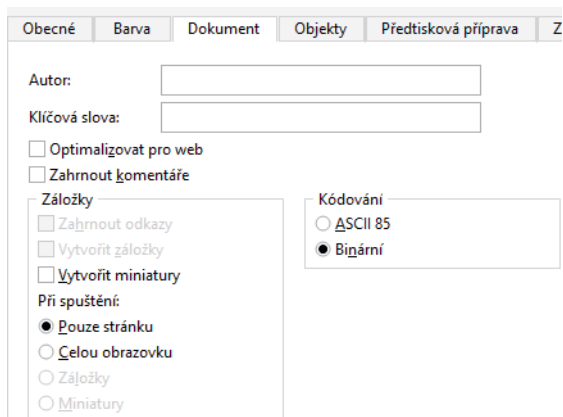 Obecné Barva Dokument Objekty Předtisková příprava Z
Autor:
Klíčová slova:
Optimalizovat pro web
Zahrnout komentáře
Záložky
Zahrnout odkazy
Vytvořit záložky
Vytvořit miniatury
Při spuštění:
Pouze stránku
Celou obrazovku
Záložky
Miniatury
Kódování
ASCII 85
Binární